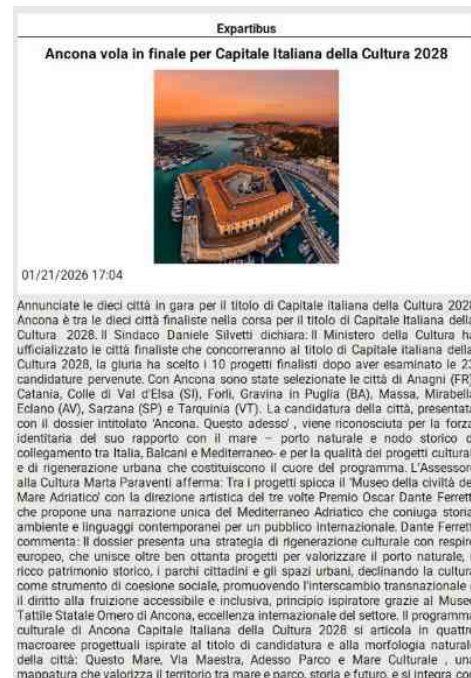 Expartibus
Ancona vola in finale per Capitale Italiana della Cultura 2028
01/21/2026 17:04
Annunciate le dieci città in gara per il titolo di Capitale italiana della Cultura 2028
Ancona è tra le dieci città finaliste nella corsa per il titolo di Capitale Italiana della
Cultura 2028. Il Sindaco Daniele Silvetti dichiara: Il Ministero della Cultura ha
ufficializzato le città finaliste che concorreranno al titolo di Capitale italiana della
Cultura 2028, la giuria ha scelto i 10 progetti finalisti dopo aver esaminato le 23
candidature pervenute. Con Ancona sono state selezionate le città di Anagni (FR)
Catania, Colle di Val d'Elsa (SI), Forlì, Gravina in Puglia (BA), Massa, Mirabella
Eclano (AV), Sarzana (SP) e Tarquinia (VT). La candidatura della città, presentata
con il dossier intitolato 'Ancona. Questo adesso' , viene riconosciuta per la forza
identitaria del suo rapporto con il mare – porto naturale e nodo storico di
collegamento tra Italia, Balcani e Mediterraneo- e per la qualità dei progetti culturali
e di rigenerazione urbana che costituiscono il cuore del programma. L'Assessore
alla Cultura Marta Paraventi afferma: Tra i progetti spicca il 'Museo della civiltà del
Mare Adriatico' con la direzione artistica del tre volte Premio Oscar Dante Ferretti
che propone una narrazione unica del Mediterraneo Adriatico che coniuga storia
ambiente e linguaggi contemporanei per un pubblico internazionale. Dante Ferretti
commenta: Il dossier presenta una strategia di rigenerazione culturale con respiro
europeo, che unisce oltre ben ottanta progetti per valorizzare il porto naturale, i
ricco patrimonio storico, i parchi cittadini e gli spazi urbani, declinando la cultura
come strumento di coesione sociale, promuovendo l'interscambio transnazionale e
il diritto alla fruizione accessibile e inclusiva, principio ispiratore grazie al Museo
Tattile Statale Omero di Ancona, eccellenza internazionale del settore. Il programma
culturale di Ancona Capitale Italiana della Cultura 2028 si articola in quattro
macroaree progettuali ispirate al titolo di candidatura e alla morfologia naturale
della città: Questo Mare, Via Maestra, Adesso Parco e Mare Culturale , una
mappatura che valorizza il territorio tra mare e parco, storia e futuro, e si integra con